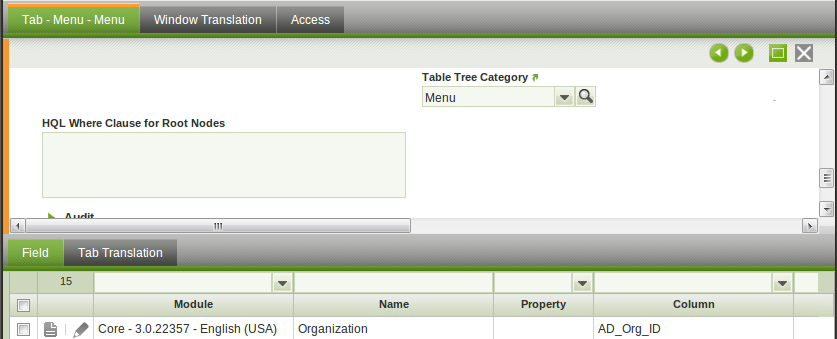 Tab - Menu - Menu Window Translation Access
Table Tree Category
Menu
HQL Where Clause for Root Nodes
Audit
Field Tab Translation
15
Module Name Property Column
Core - 3.0.22357 - English (USA) Organization AD_Org_ID